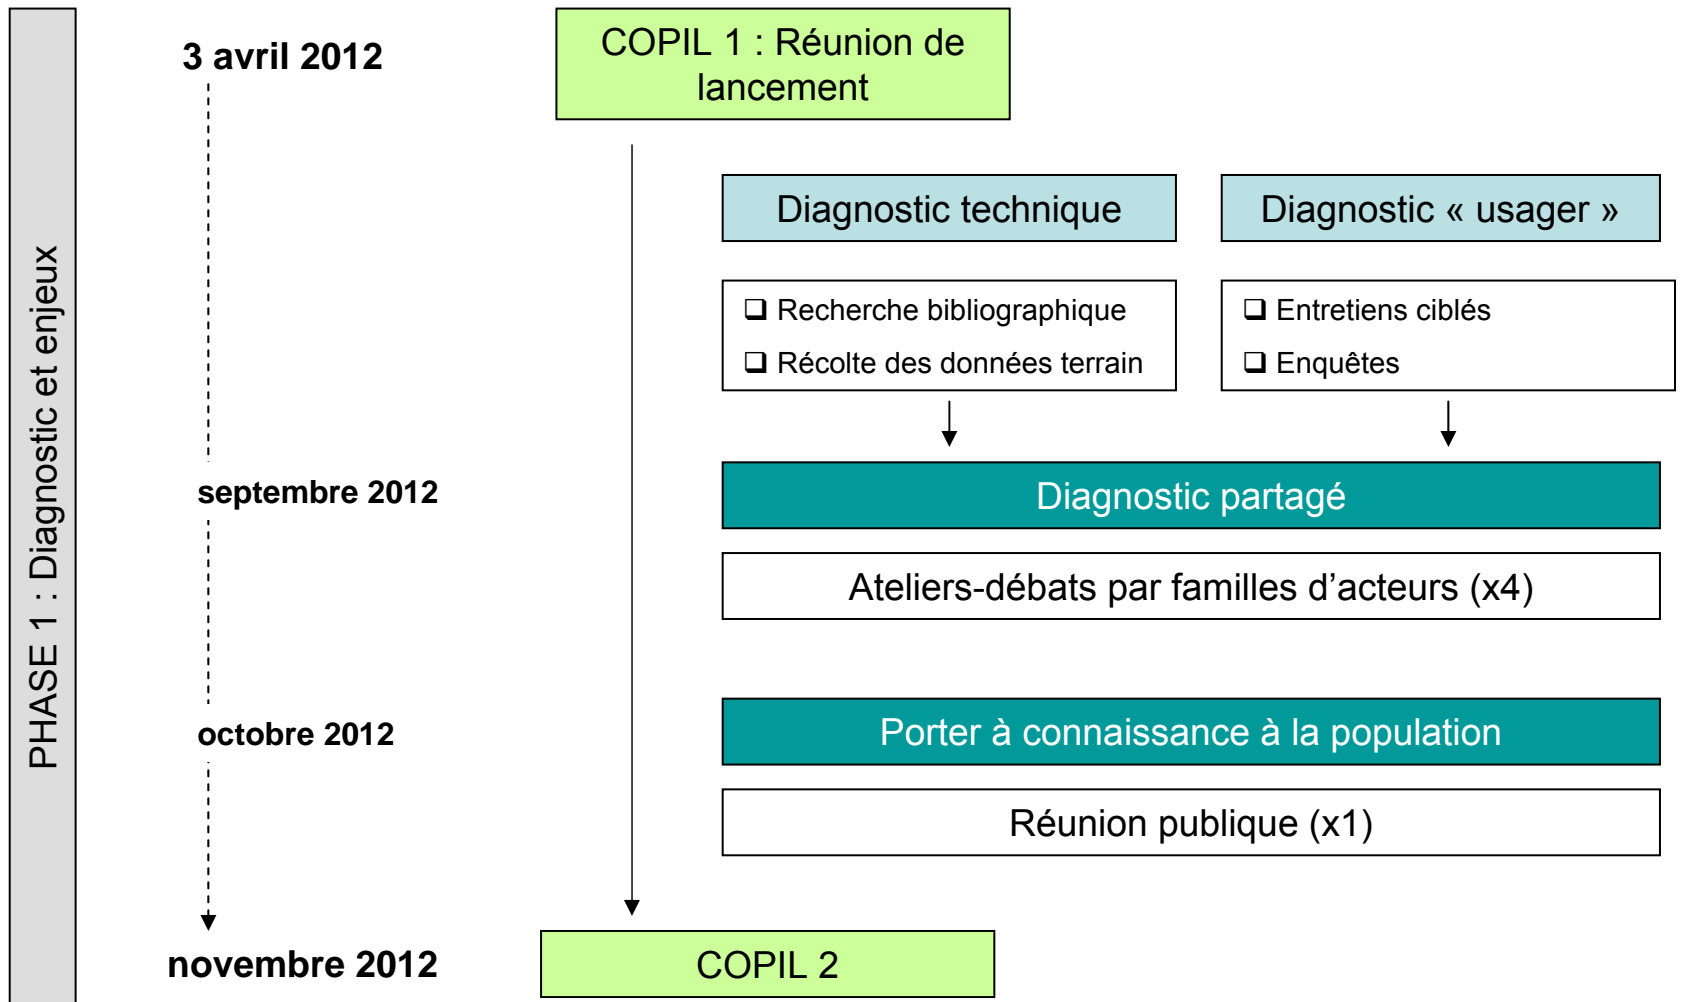 PHASE 1 : Diagnostic et enjeux
3 avril 2012
COPIL 1 : Réunion de
lancement
Diagnostic technique
Diagnostic « usager »
❑ Recherche bibliographique
❑ Récolte des données terrain
❑ Entretiens ciblés
❑ Enquêtes
septembre 2012
Diagnostic partagé
Ateliers-débats par familles d’acteurs (x4)
octobre 2012
Porter à connaissance à la population
Réunion publique (x1)
novembre 2012
COPIL 2